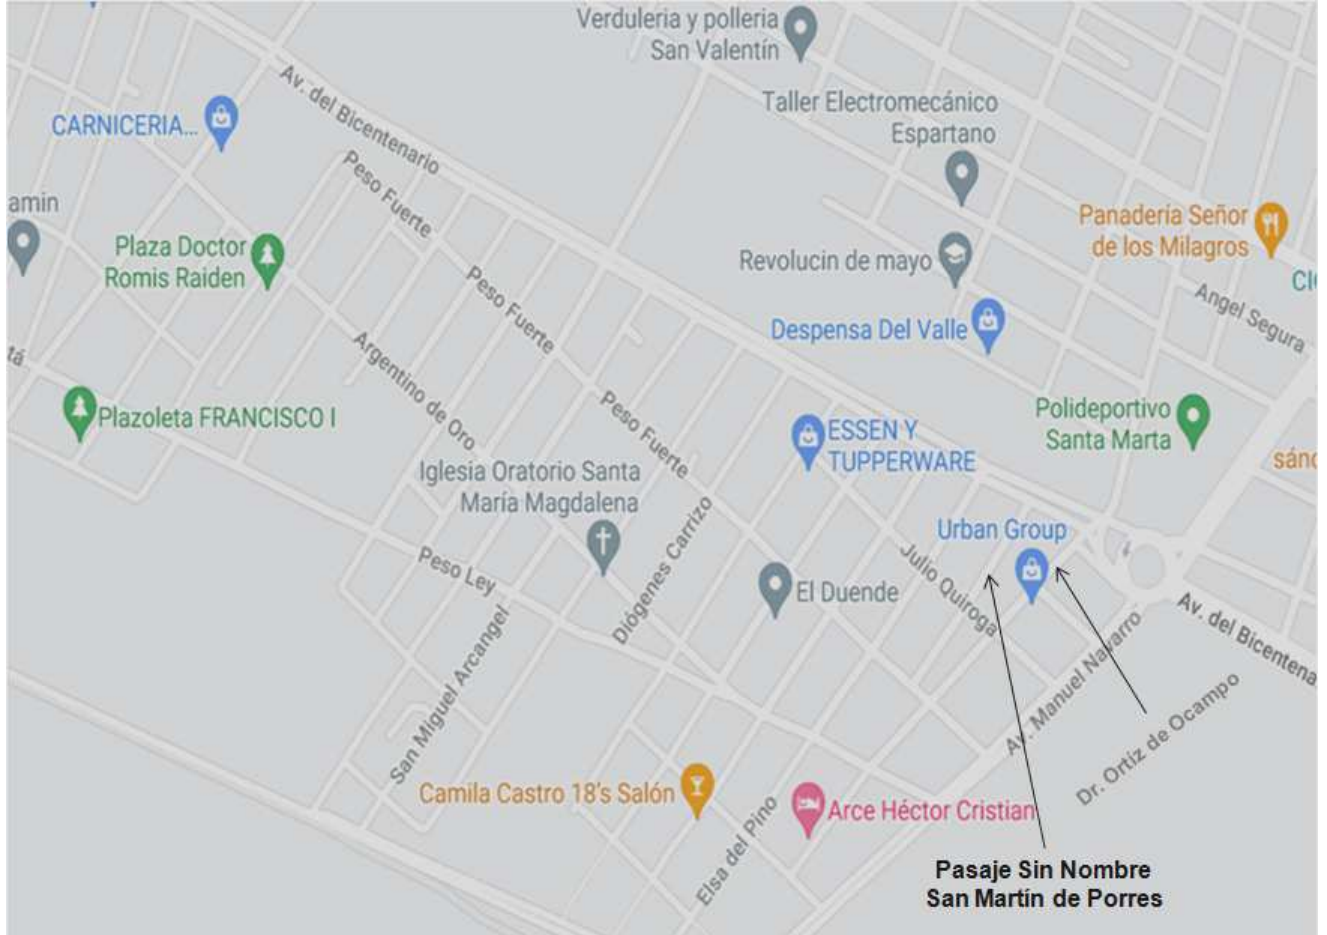 Verduleria y polleria
San Valentín
Av. del Bicentenario
Taller Electromecánico
Espartano
CARNICERIA...
Peso Fuerte
amin
Panadería Señor
de los Milagros
Plaza Doctor
Romis Raiden
Revolucin de mayo
Peso Fuerte
Angel Segura
Despensa Del Valle
Argentino de Oro
tá
Plazoleta FRANCISCO I
Peso Fuerte
Polideportivo
Santa Marta
ESSEN Y
TUPPERWARE
Iglesia Oratorio Santa
María Magdalena
Diógenes Carrizo
Urban Group
Julio Quiroga
Peso Ley
El Duende
San Miguel Arcangel
Av. del Bicentena
Av. Manuel Navarro
Dr. Ortiz de Ocampo
Camila Castro 18's Salón
Arce Héctor Cristian
Elsa del Pino
Pasaje Sin Nombre
San Martín de Porres